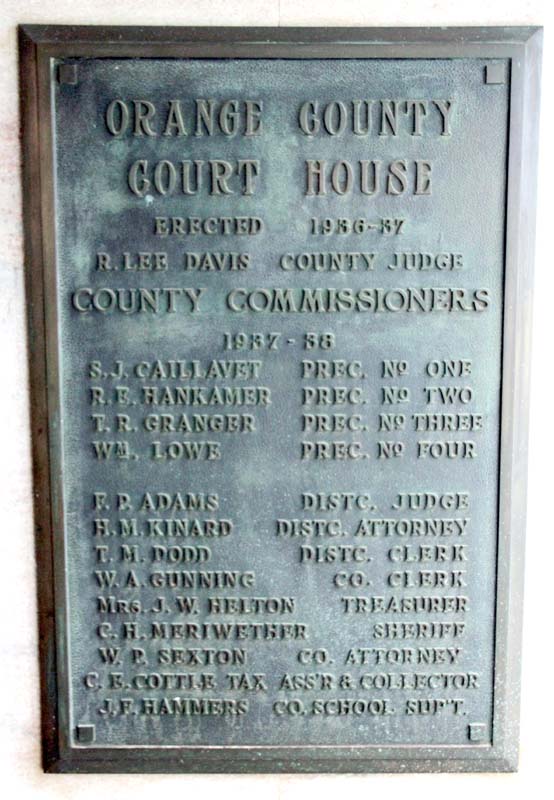 ORANGE COUNTY
COURT HOUSE
ERECTED 1936-37
R. LEE DAVIS COUNTY JUDGE
COUNTY COMMISSIONERS
1937-38
S. J. CAILLAVET PREC. Nº ONE
R. E. HANKAMER PREC. Nº TWO
T. R. GRANGER PREC. Nº THREE
WM. LOWE PREC. Nº FOUR
F. P. ADAMS DISTC. JUDGE
H. M. KINARD DISTC. ATTORNEY
T. M. DODD DISTC. CLERK
W. A. GUNNING CO. CLERK
MRS. J. W. HELTON TREASURER
C. H. MERIWETHER SHERIFF
W. P. SEXTON CO. ATTORNEY
C. E. COTTLE TAX ASS'R & COLLECTOR
J. F. HAMMERS CO. SCHOOL SUP'T.